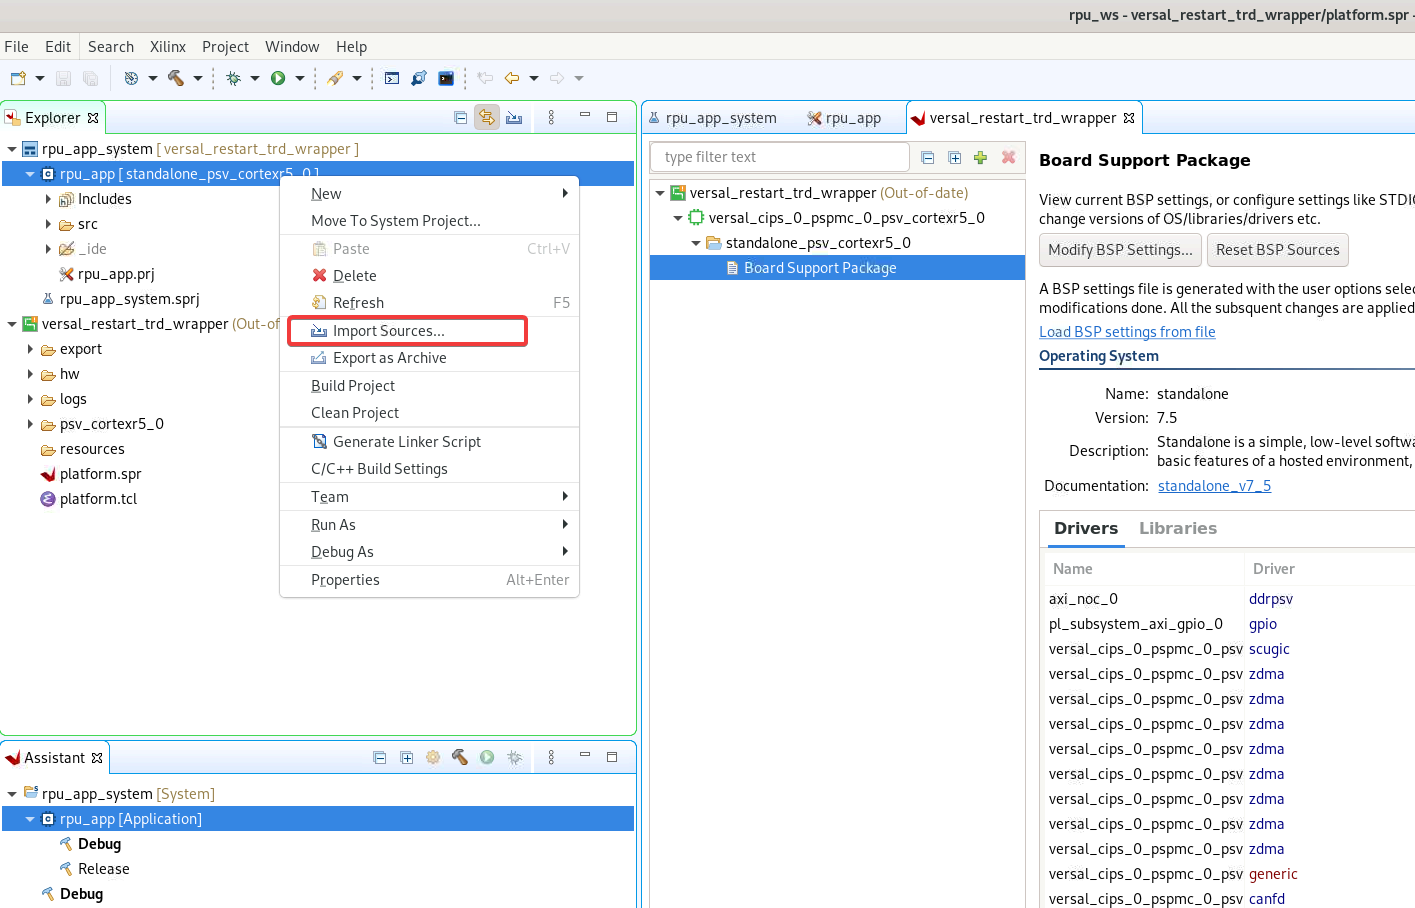 rpu_ws - versal_restart_trd_wrapper/platform.spr -
File Edit Search Xilinx Project Window Help
Explorer
rpu_app_system [ versal_restart_trd_wrapper ]
rpu_app [ standalone_psv_cortexr5_0 ]
Includes
src
_ide
rpu_app.prj
rpu_app_system.sprj
versal_restart_trd_wrapper (Out-of
export
hw
logs
psv_cortexr5_0
resources
platform.spr
platform.tcl
New
Move To System Project...
Paste Ctrl+V
Delete
Refresh F5
Import Sources...
Export as Archive
Build Project
Clean Project
Generate Linker Script
C/C++ Build Settings
Team
Run As
Debug As
Properties Alt+Enter
Assistant
rpu_app_system [System]
rpu_app [Application]
Debug
Release
Debug
rpu_app_system rpu_app versal_restart_trd_wrapper
type filter text
versal_restart_trd_wrapper (Out-of-date)
versal_cips_0_pspmc_0_psv_cortexr5_0
standalone_psv_cortexr5_0
Board Support Package
Board Support Package
View current BSP settings, or configure settings like STDIO
change versions of OS/libraries/drivers etc.
Modify BSP Settings... Reset BSP Sources
A BSP settings file is generated with the user options selec
modifications done. All the subsquent changes are applied
Load BSP settings from file
Operating System
Name: standalone
Version: 7.5
Description: Standalone is a simple, low-level softwa
basic features of a hosted environment,
Documentation: standalone_v7_5
Drivers Libraries
Name Driver
axi_noc_0 ddrpsv
pl_subsystem_axi_gpio_0 gpio
versal_cips_0_pspmc_0_psv scugic
versal_cips_0_pspmc_0_psv zdma
versal_cips_0_pspmc_0_psv zdma
versal_cips_0_pspmc_0_psv zdma
versal_cips_0_pspmc_0_psv zdma
versal_cips_0_pspmc_0_psv zdma
versal_cips_0_pspmc_0_psv zdma
versal_cips_0_pspmc_0_psv zdma
versal_cips_0_pspmc_0_psv zdma
versal_cips_0_pspmc_0_psv generic
versal_cips_0_pspmc_0_psv canfd